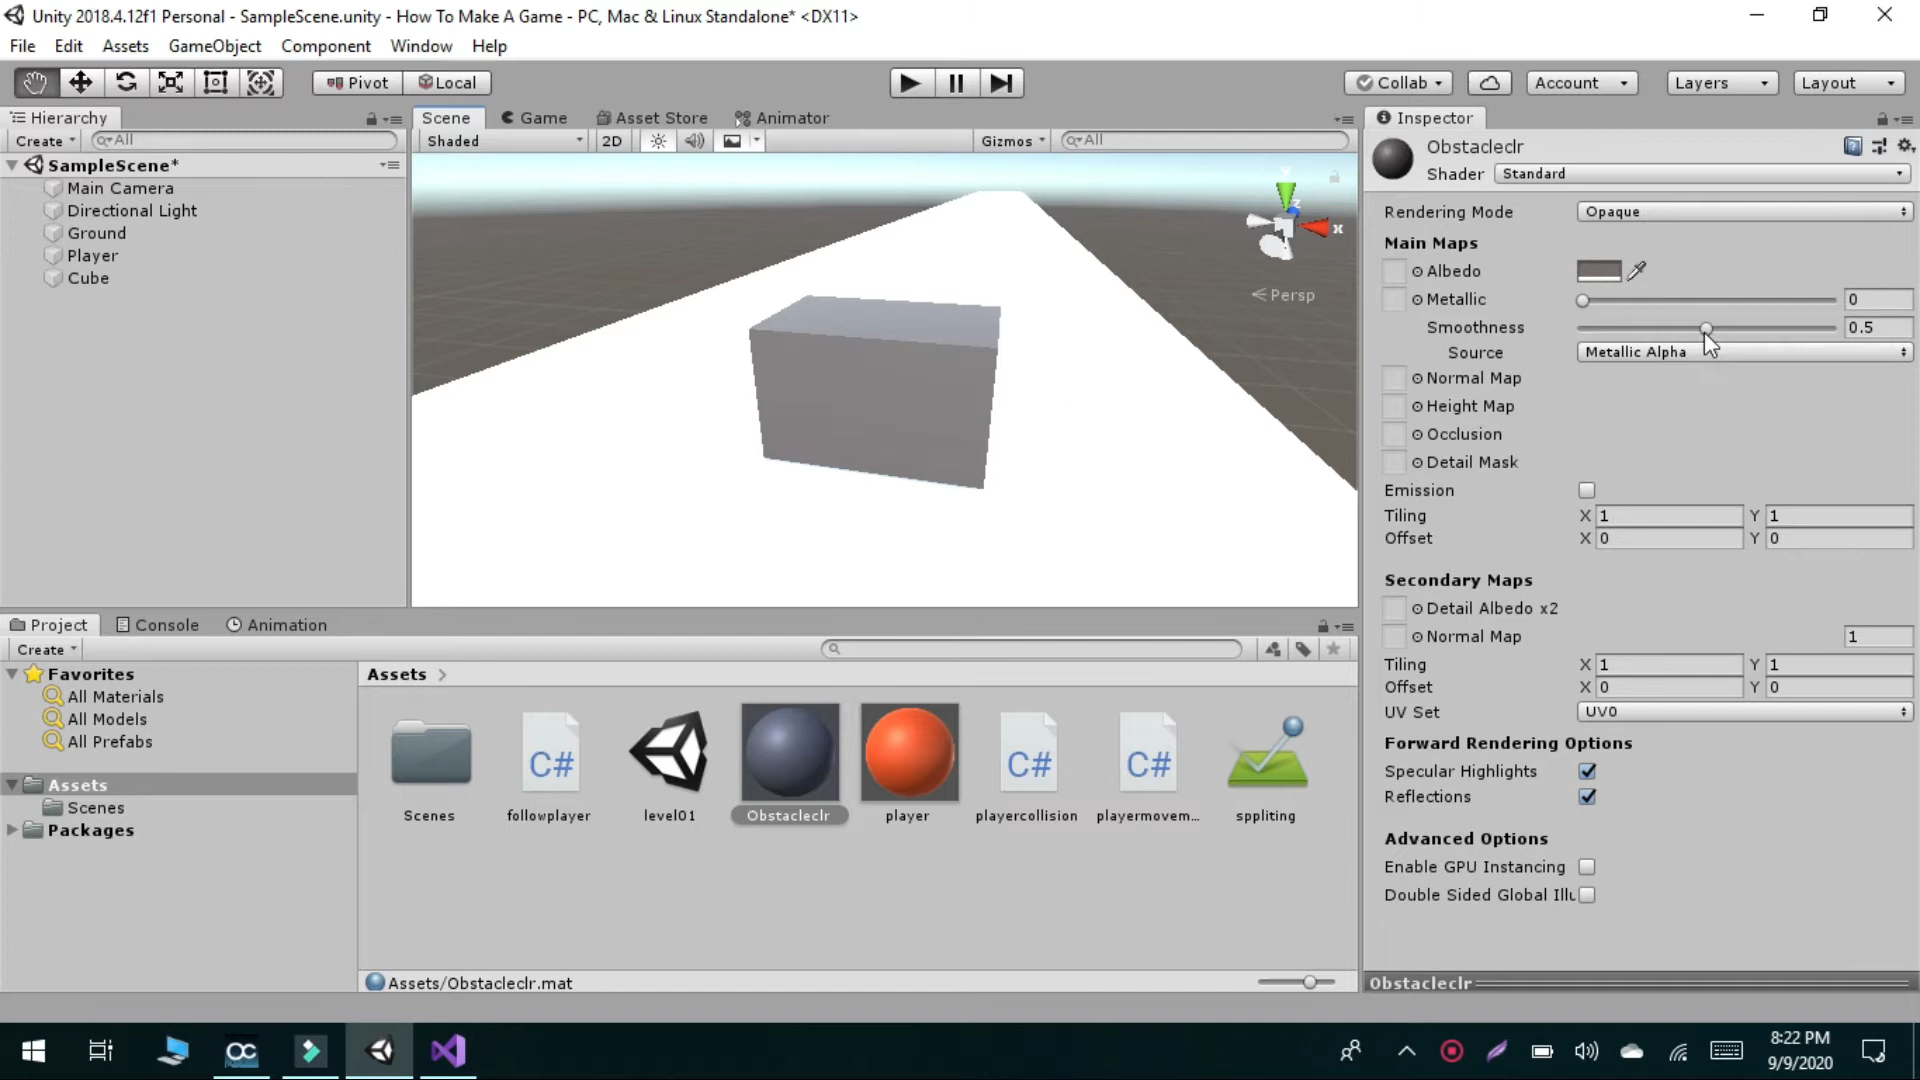 Unity 2018.4.12f1 Personal - SampleScene.unity - How To Make A Game - PC, Mac & Linux Standalone* <DX11>
File Edit Assets GameObject Component Window Help
Pivot Local Collab Account Layers Layout
Hierarchy
Create All
SampleScene*
Main Camera
Directional Light
Ground
Player
Cube
Scene Game Asset Store Animator
Shaded 2D Gizmos All
y
z
x
Persp
Inspector
Obstacleclr
Shader Standard
Rendering Mode Opaque
Main Maps
Albedo
Metallic 0
Smoothness 0.5
Source Metallic Alpha
Normal Map
Height Map
Occlusion
Detail Mask
Emission
Tiling X 1 Y 1
Offset X 0 Y 0
Secondary Maps
Detail Albedo x2
Normal Map 1
Tiling X 1 Y 1
Offset X 0 Y 0
UV Set UV0
Forward Rendering Options
Specular Highlights
Reflections
Advanced Options
Enable GPU Instancing
Double Sided Global Illu
Obstacleclr
Project Console Animation
Create
Favorites
All Materials
All Models
All Prefabs
Assets
Scenes
Packages
Assets
C# C# C#
Scenes followplayer level01 Obstacleclr player playercollision playermovem... sppliting
Assets/Obstacleclr.mat
OC
8:22 PM
9/9/2020